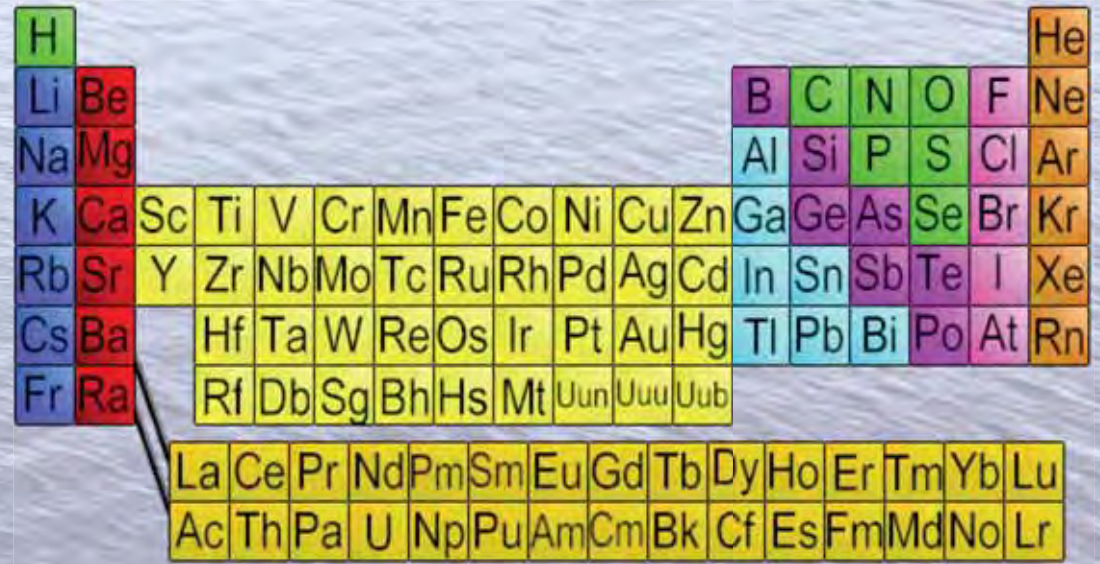 H He
Li Be B C N O F Ne
Na Mg Al Si P S Cl Ar
K Ca Sc Ti V Cr Mn Fe Co Ni Cu Zn Ga Ge As Se Br Kr
Rb Sr Y Zr Nb Mo Tc Ru Rh Pd Ag Cd In Sn Sb Te I Xe
Cs Ba Hf Ta W Re Os Ir Pt Au Hg Tl Pb Bi Po At Rn
Fr Ra Rf Db Sg Bh Hs Mt Uun Uuu Uub
La Ce Pr Nd Pm Sm Eu Gd Tb Dy Ho Er Tm Yb Lu
Ac Th Pa U Np Pu Am Cm Bk Cf Es Fm Md No Lr